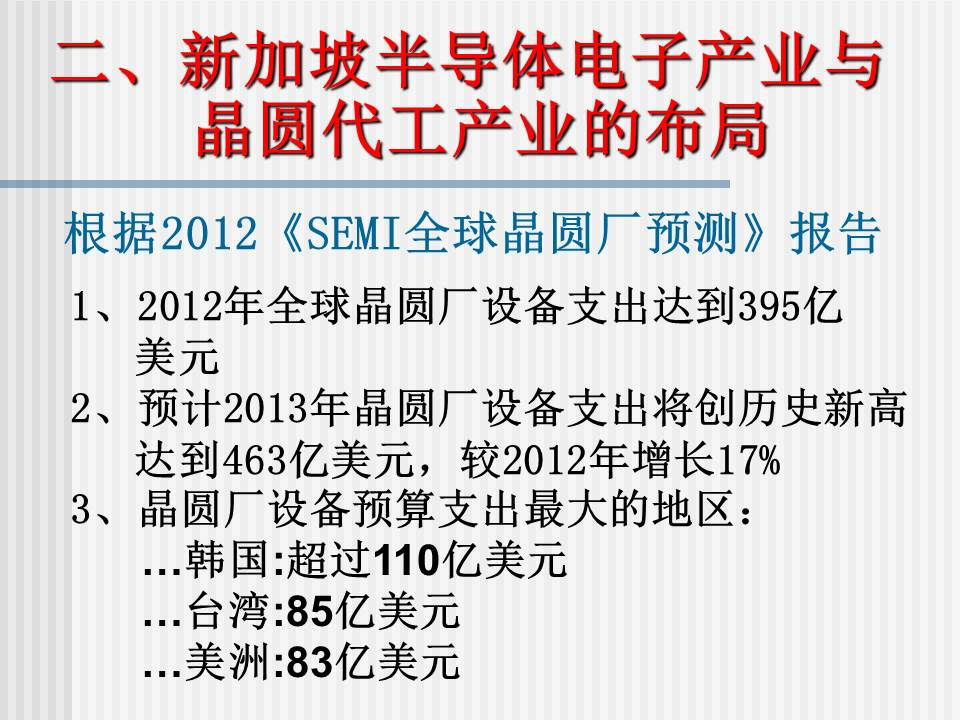 二、新加坡半导体电子产业与
晶圆代工产业的布局
根据2012《SEMI全球晶圆厂预测》报告
1、2012年全球晶圆厂设备支出达到395亿
美元
2、预计2013年晶圆厂设备支出将创历史新高
达到463亿美元，较2012年增长17%
3、晶圆厂设备预算支出最大的地区：
…韩国:超过110亿美元
…台湾:85亿美元
…美洲:83亿美元